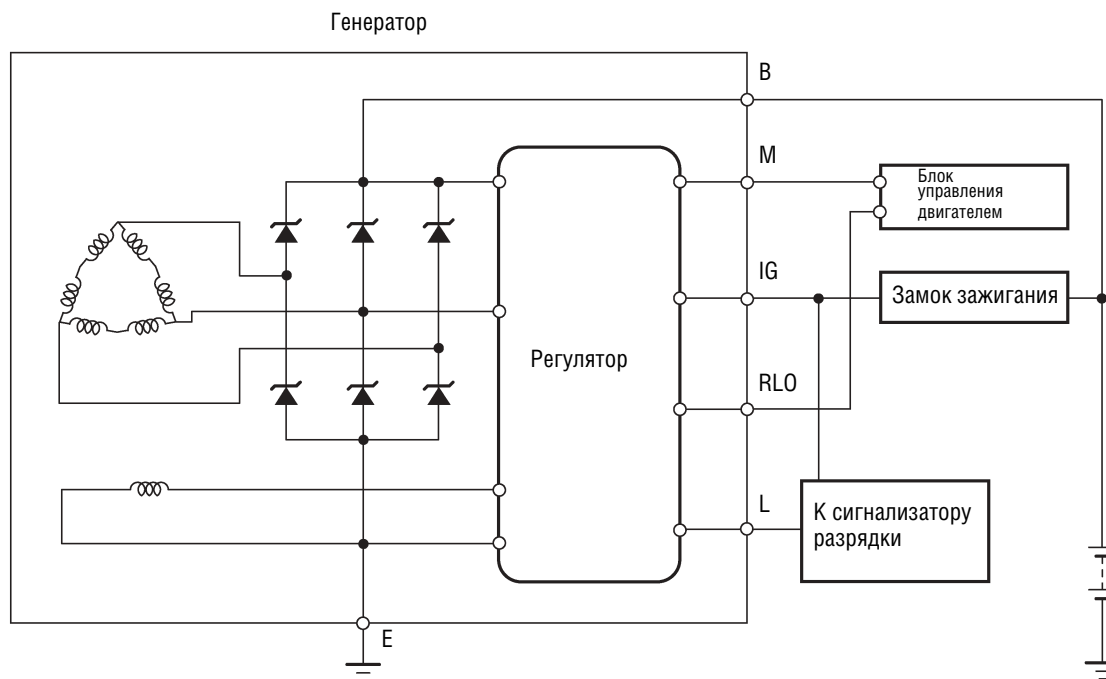 Генератор
B
M
Блок
управления
двигателем
IG
Замок зажигания
Регулятор
RLO
L
К сигнализатору
разрядки
E